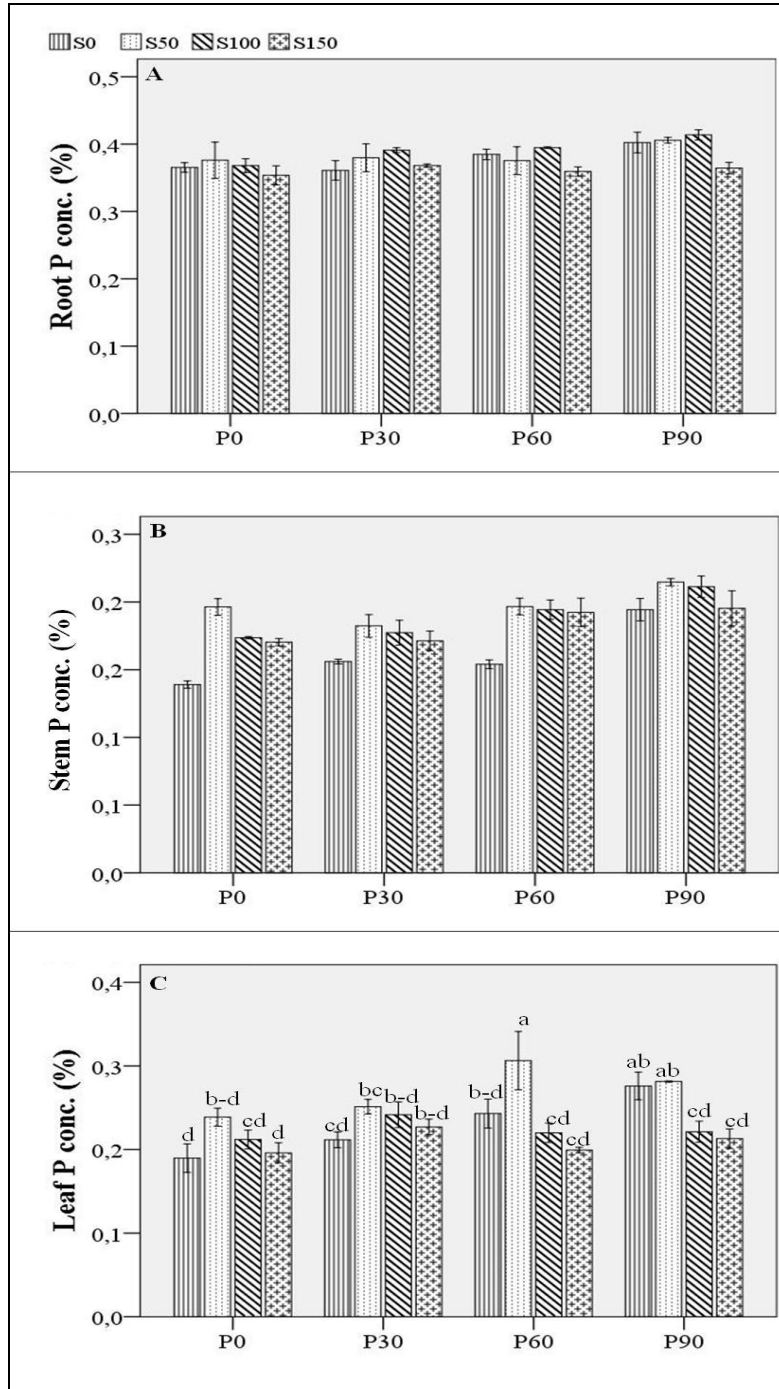 S0 S50 S100 S150
A
Root P conc. (%)
0,5
0,4
0,3
0,2
0,1
0,0
P0 P30 P60 P90
B
Stem P conc. (%)
0,3
0,2
0,2
0,1
0,1
0,0
P0 P30 P60 P90
C
Leaf P conc. (%)
0,4
0,3
0,2
0,1
0,0
d b-d cd d
cd bc b-d b-d
b-d a cd cd
ab ab cd cd
P0 P30 P60 P90